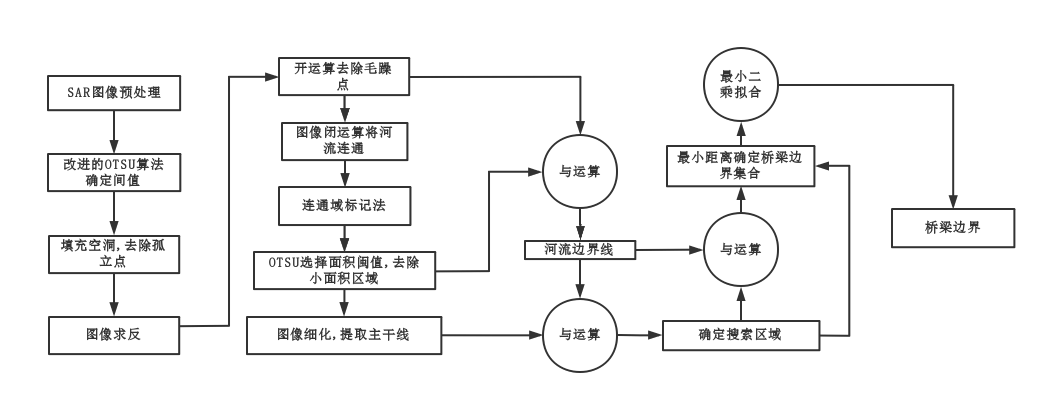 SAR图像预处理
改进的OTSU算法
确定间值
填充空洞,去除孤
立点
图像求反
开运算去除毛躁
点
图像闭运算将河
流连通
连通域标记法
OTSU选择面积阈值,去除
小面积区域
图像细化,提取主干线
与运算
河流边界线
与运算
最小二
乘拟合
最小距离确定桥梁边
界集合
与运算
确定搜索区域
桥梁边界